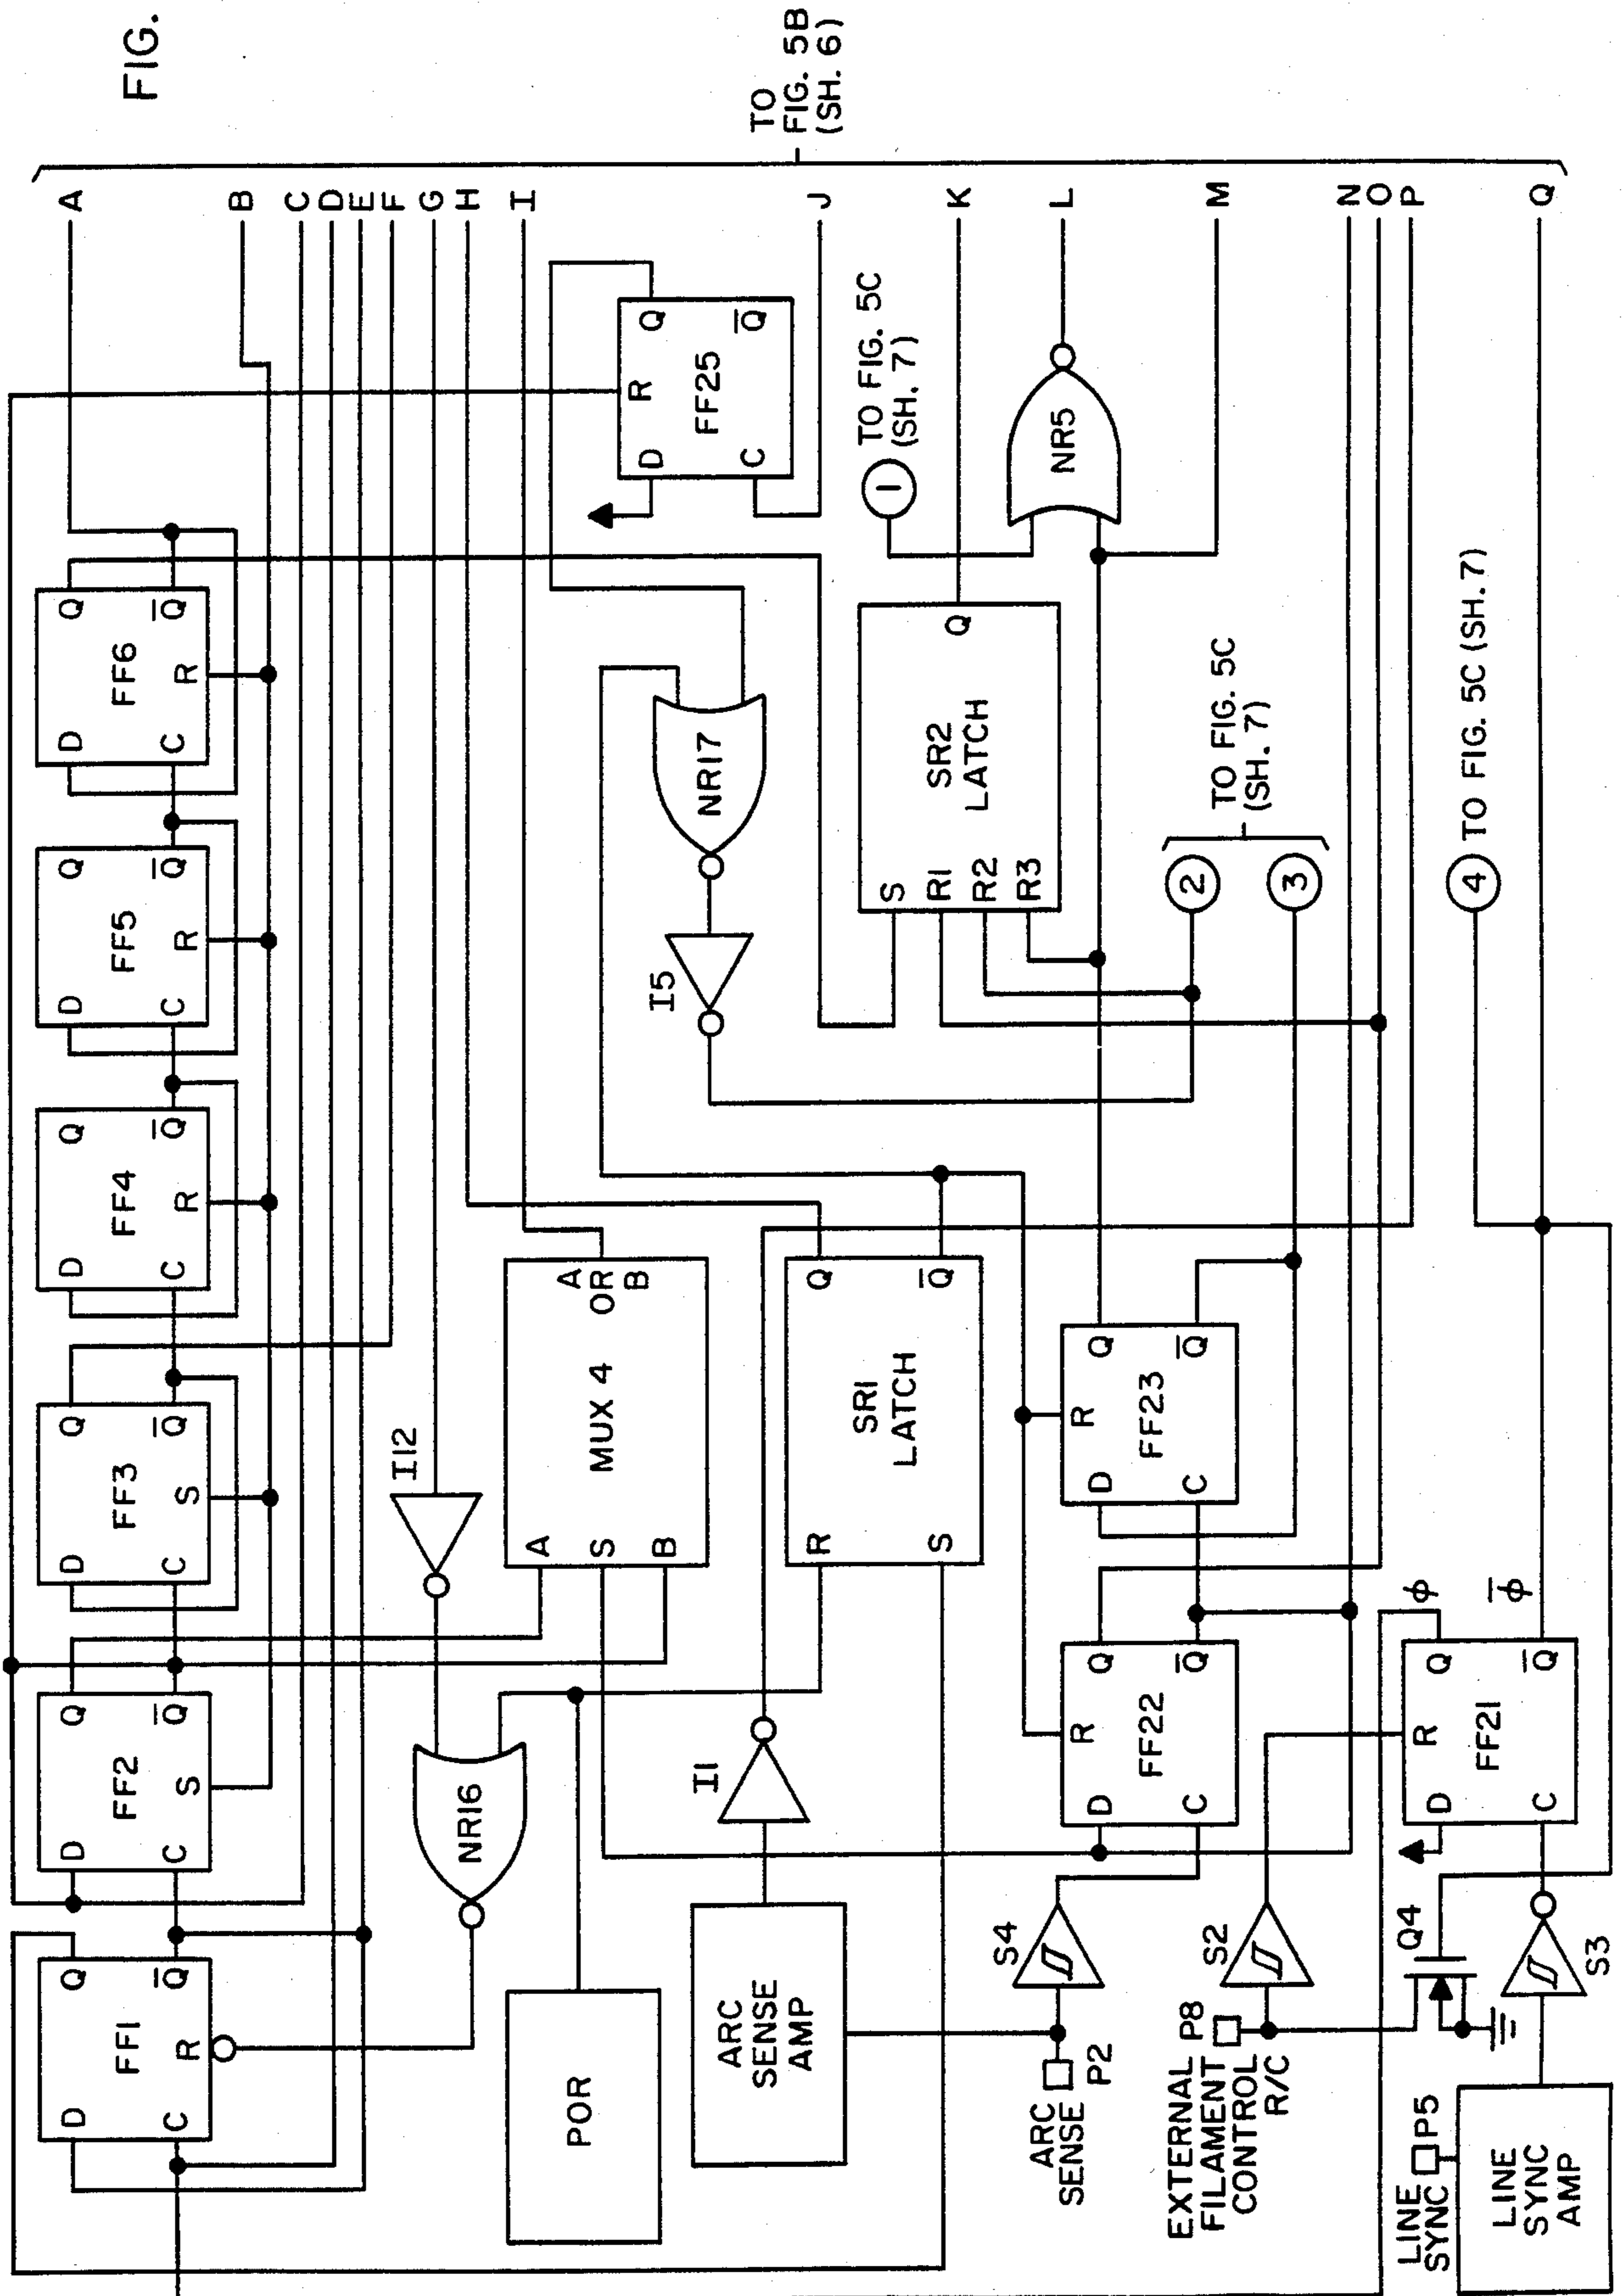 FIG.
TO
FIG. 5B
(SH. 6)
A
B
C
D
E
F
G
H
I
J
K
L
M
N
O
P
Q
FF1
D
C
Q
Q̅
R
FF2
D
C
Q
Q̅
S
FF3
D
C
Q
Q̅
S
FF4
D
C
Q
Q̅
R
FF5
D
C
Q
Q̅
R
FF6
D
C
Q
Q̅
R
FF25
D
C
Q
Q̅
R
I12
NR16
MUX 4
A
S
B
A
OR
B
NR17
I5
POR
SR1
LATCH
R
S
Q
Q̅
I1
ARC
SENSE
AMP
SR2
LATCH
S
R1
R2
R3
Q
1
TO FIG. 5C
(SH. 7)
NR5
2
3
TO FIG. 5C
(SH. 7)
ARC
SENSE
P2
S4
FF22
D
C
Q
Q̅
R
FF23
D
C
Q
Q̅
R
EXTERNAL
FILAMENT
CONTROL
R/C
P8
S2
Q4
FF21
D
C
Q
Q̅
R
ϕ
ϕ̅
4
TO FIG. 5C (SH. 7)
LINE
SYNC
P5
LINE
SYNC
AMP
S3